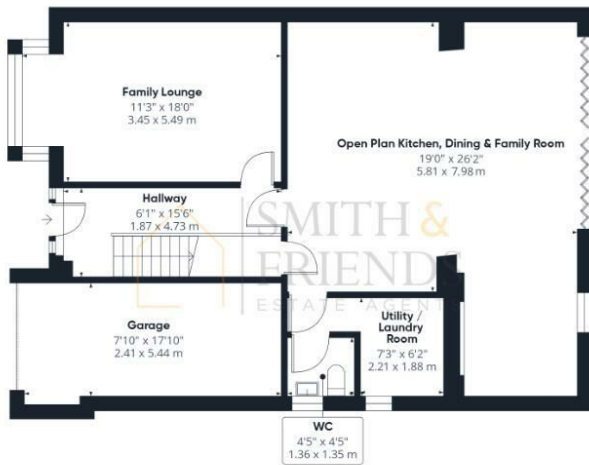 Family Lounge
11'3" x 18'0"
3.45 x 5.49 m
Open Plan Kitchen, Dining & Family Room
19'0" x 26'2"
5.81 x 7.98 m
Hallway
6'1" x 15'6"
1.87 x 4.73 m
SMITH &
FRIENDS
ESTATE AGENTS
Garage
7'10" x 17'10"
2.41 x 5.44 m
Utility /
Laundry
Room
7'3" x 6'2"
2.21 x 1.88 m
WC
4'5" x 4'5"
1.36 x 1.35 m